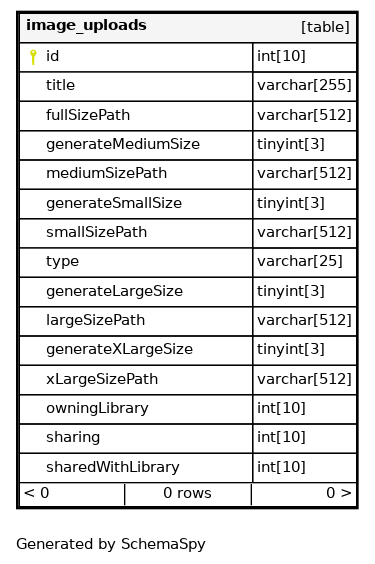 image_uploads [table]
id int[10]
title varchar[255]
fullSizePath varchar[512]
generateMediumSize tinyint[3]
mediumSizePath varchar[512]
generateSmallSize tinyint[3]
smallSizePath varchar[512]
type varchar[25]
generateLargeSize tinyint[3]
largeSizePath varchar[512]
generateXLargeSize tinyint[3]
xLargeSizePath varchar[512]
owningLibrary int[10]
sharing int[10]
sharedWithLibrary int[10]
< 0 0 rows 0 >
Generated by SchemaSpy